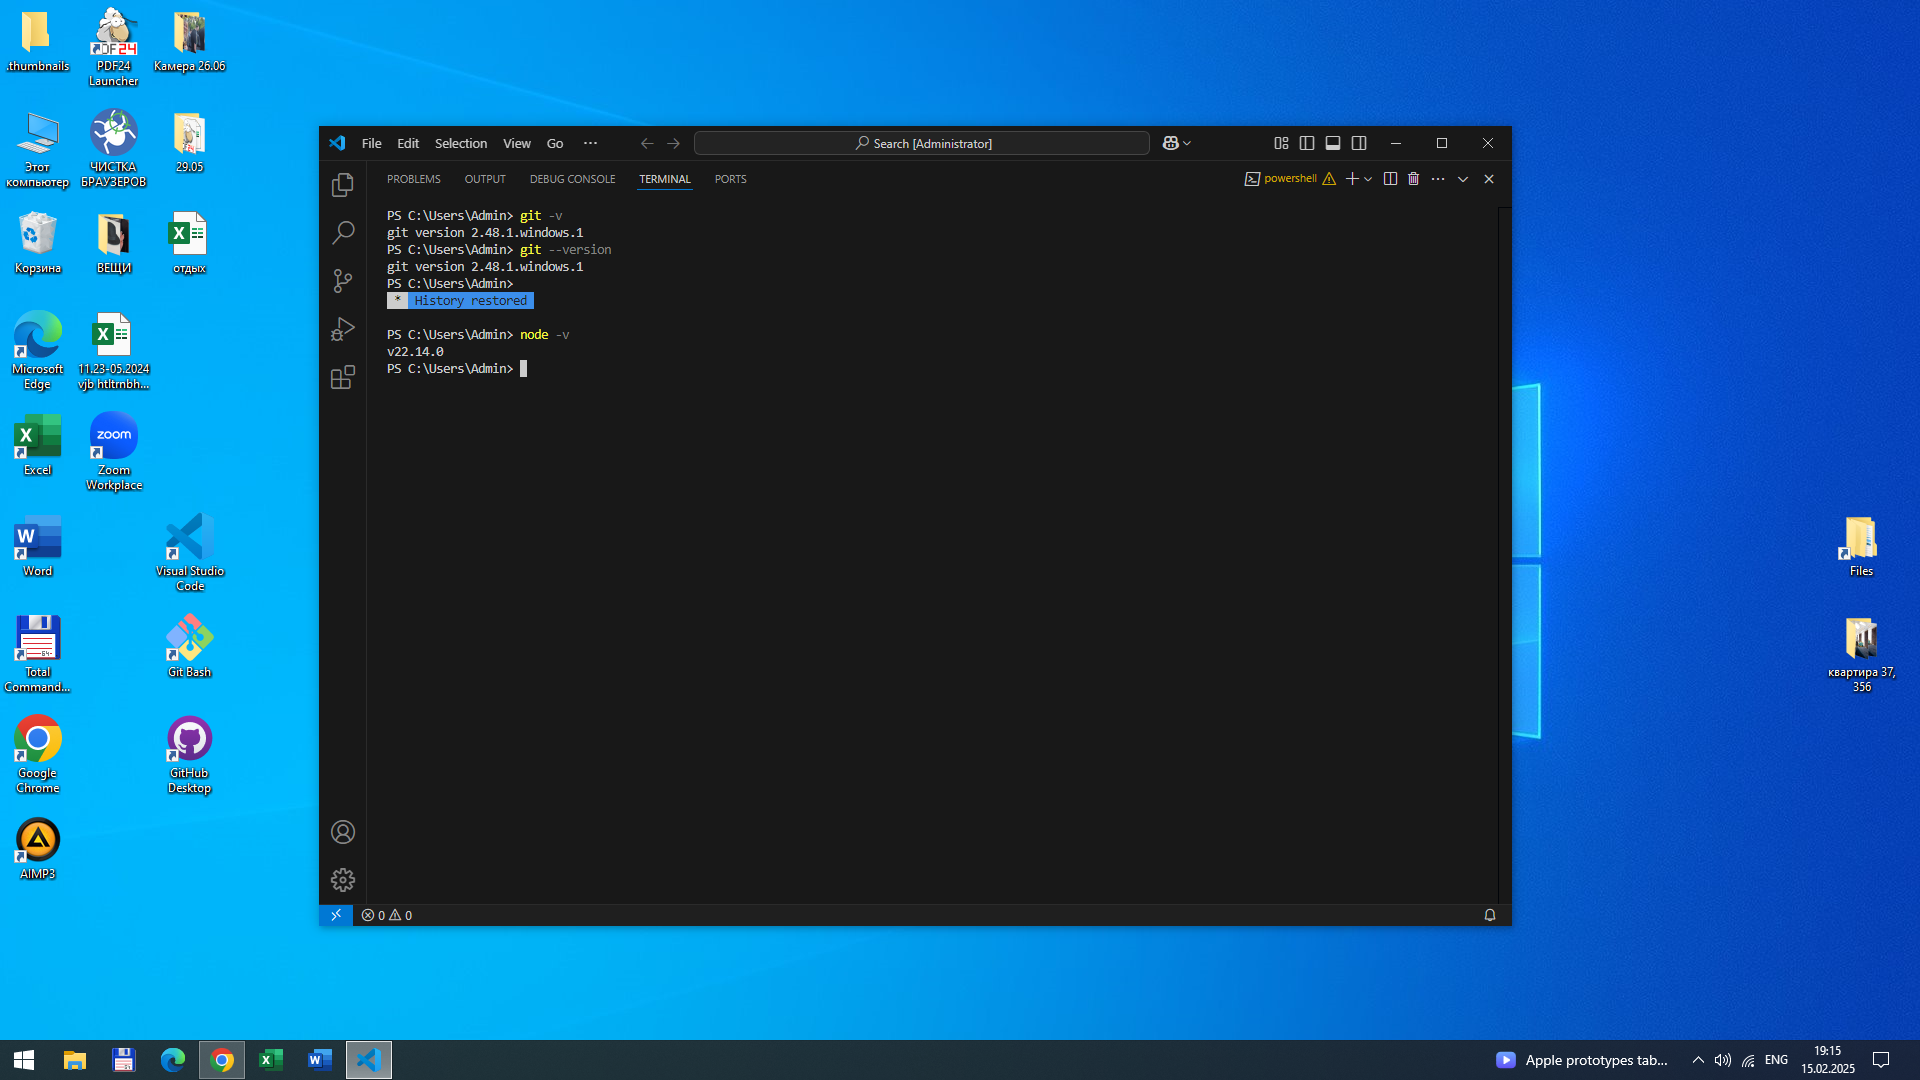 .thumbnails
PDF24
Launcher
Камера 26.06
Этот
компьютер
ЧИСТКА
БРАУЗЕРОВ
29.05
Корзина
ВЕЩИ
отдых
Microsoft
Edge
11.23-05.2024
vjb htltrnbh...
Excel
zoom
Zoom
Workplace
Word
Visual Studio
Code
Total
Command...
Git Bash
Google
Chrome
GitHub
Desktop
AIMP3
File Edit Selection View Go ··· Search [Administrator]
PROBLEMS OUTPUT DEBUG CONSOLE TERMINAL PORTS powershell
PS C:\Users\Admin> git -v
git version 2.48.1.windows.1
PS C:\Users\Admin> git --version
git version 2.48.1.windows.1
PS C:\Users\Admin>
* History restored
PS C:\Users\Admin> node -v
v22.14.0
PS C:\Users\Admin>
0 0
Files
квартира 37,
356
Apple prototypes tab...
ENG
19:15
15.02.2025